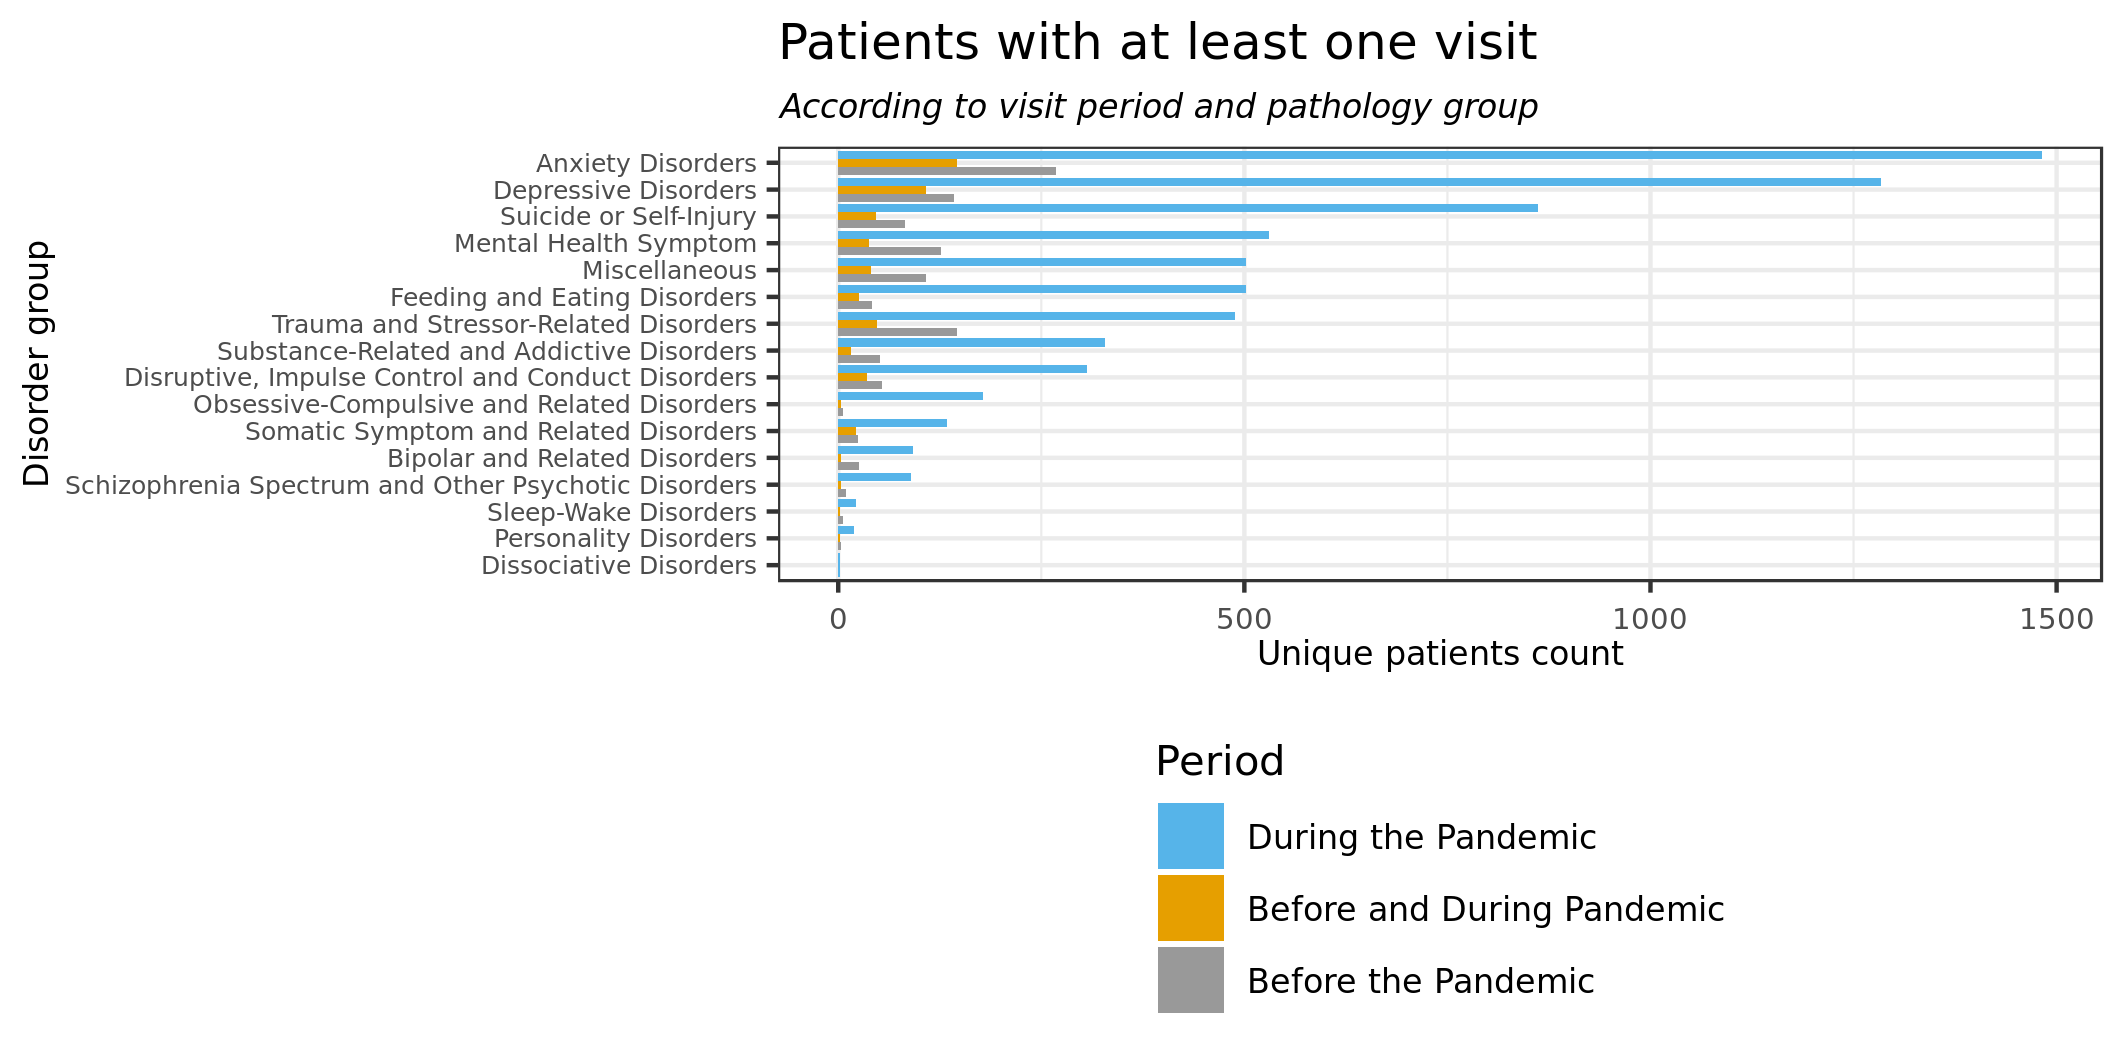 Patients with at least one visit
According to visit period and pathology group
Disorder group
Anxiety Disorders
Depressive Disorders
Suicide or Self-Injury
Mental Health Symptom
Miscellaneous
Feeding and Eating Disorders
Trauma and Stressor-Related Disorders
Substance-Related and Addictive Disorders
Disruptive, Impulse Control and Conduct Disorders
Obsessive-Compulsive and Related Disorders
Somatic Symptom and Related Disorders
Bipolar and Related Disorders
Schizophrenia Spectrum and Other Psychotic Disorders
Sleep-Wake Disorders
Personality Disorders
Dissociative Disorders
0 500 1000 1500
Unique patients count
Period
During the Pandemic
Before and During Pandemic
Before the Pandemic